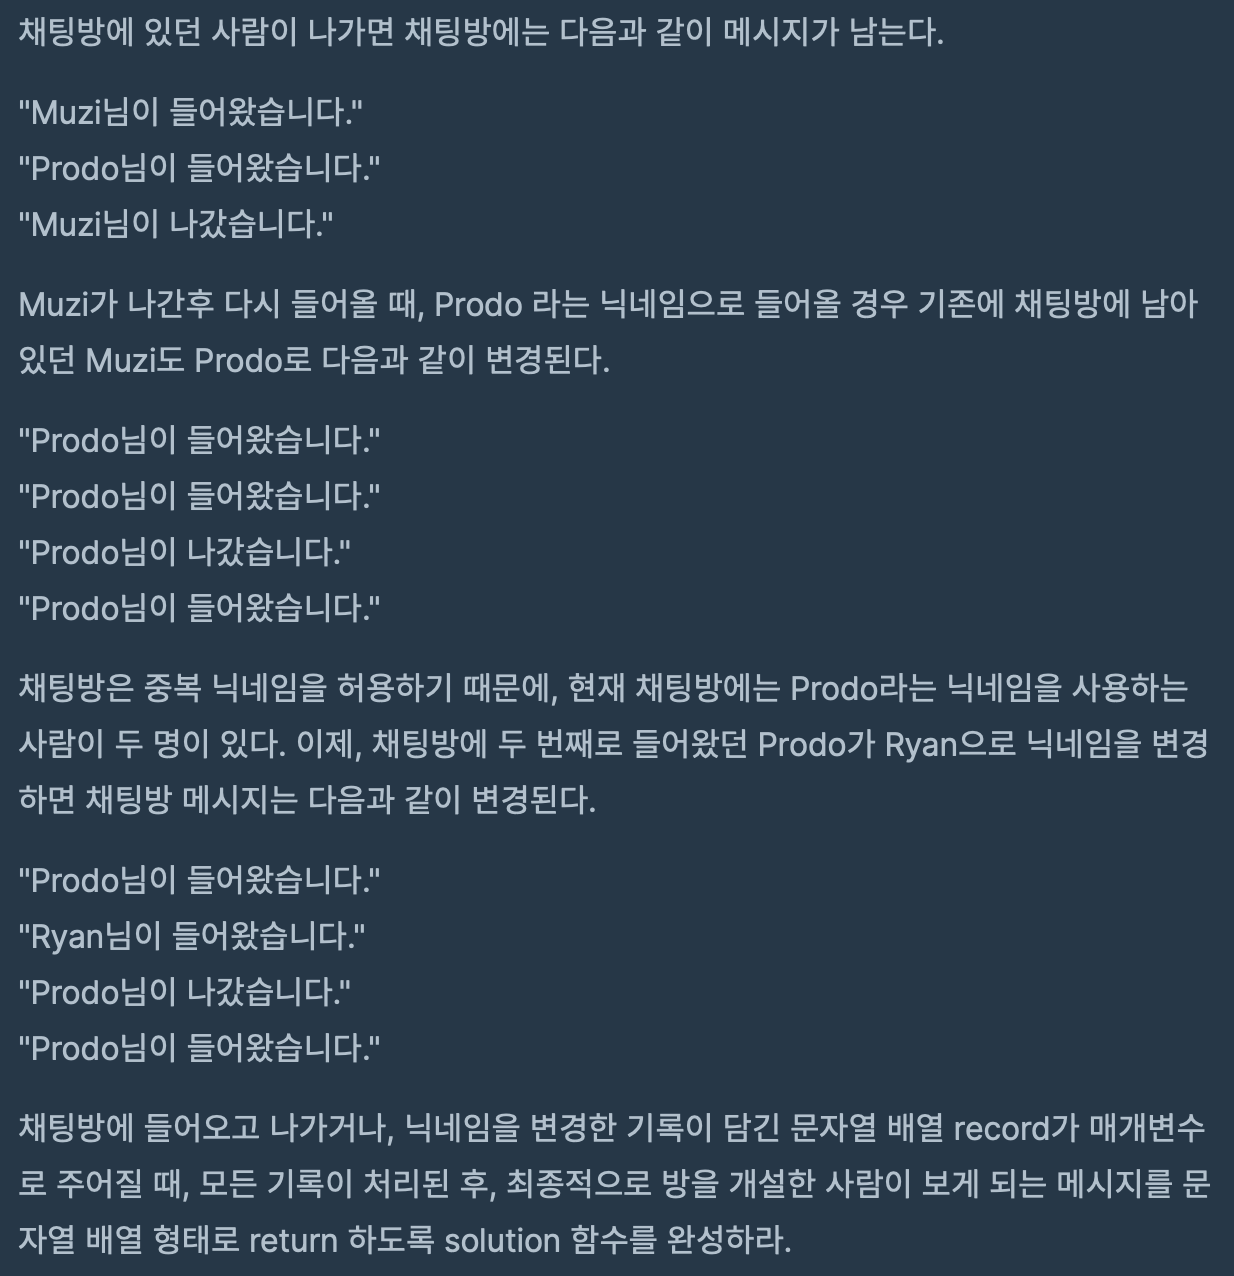 채팅방에 있던 사람이 나가면 채팅방에는 다음과 같이 메시지가 남는다.
"Muzi님이 들어왔습니다."
"Prodo님이 들어왔습니다."
"Muzi님이 나갔습니다."
Muzi가 나간후 다시 들어올 때, Prodo 라는 닉네임으로 들어올 경우 기존에 채팅방에 남아
있던 Muzi도 Prodo로 다음과 같이 변경된다.
"Prodo님이 들어왔습니다."
"Prodo님이 들어왔습니다."
"Prodo님이 나갔습니다."
"Prodo님이 들어왔습니다."
채팅방은 중복 닉네임을 허용하기 때문에, 현재 채팅방에는 Prodo라는 닉네임을 사용하는
사람이 두 명이 있다. 이제, 채팅방에 두 번째로 들어왔던 Prodo가 Ryan으로 닉네임을 변경
하면 채팅방 메시지는 다음과 같이 변경된다.
"Prodo님이 들어왔습니다."
"Ryan님이 들어왔습니다."
"Prodo님이 나갔습니다."
"Prodo님이 들어왔습니다."
채팅방에 들어오고 나가거나, 닉네임을 변경한 기록이 담긴 문자열 배열 record가 매개변수
로 주어질 때, 모든 기록이 처리된 후, 최종적으로 방을 개설한 사람이 보게 되는 메시지를 문
자열 배열 형태로 return 하도록 solution 함수를 완성하라.